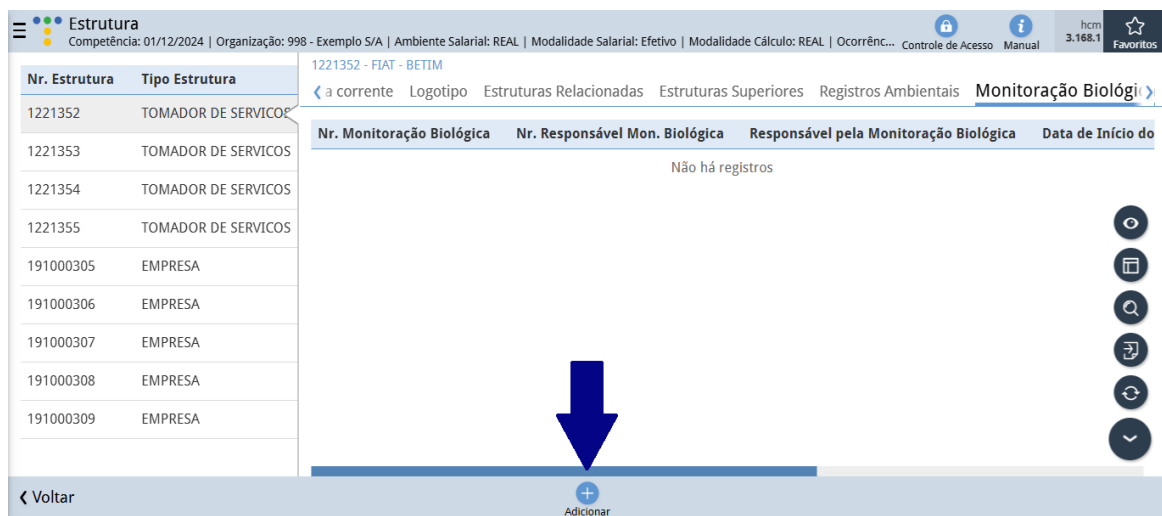 Estrutura
Competência: 01/12/2024 | Organização: 998 - Exemplo S/A | Ambiente Salarial: REAL | Modalidade Salarial: Efetivo | Modalidade Cálculo: REAL | Ocorrênc...
Controle de Acesso
Manual
hcm
3.168.1
Favoritos
Nr. Estrutura Tipo Estrutura
1221352 TOMADOR DE SERVICOS
1221353 TOMADOR DE SERVICOS
1221354 TOMADOR DE SERVICOS
1221355 TOMADOR DE SERVICOS
191000305 EMPRESA
191000306 EMPRESA
191000307 EMPRESA
191000308 EMPRESA
191000309 EMPRESA
1221352 - FIAT - BETIM
a corrente Logotipo Estruturas Relacionadas Estruturas Superiores Registros Ambientais Monitoração Biológi
Nr. Monitoração Biológica Nr. Responsável Mon. Biológica Responsável pela Monitoração Biológica Data de Início do
Não há registros
Voltar
Adicionar